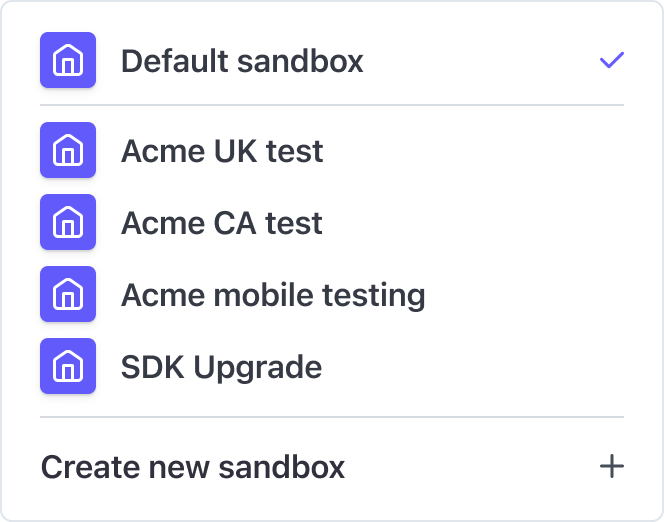 Default sandbox
Acme UK test
Acme CA test
Acme mobile testing
SDK Upgrade
Create new sandbox